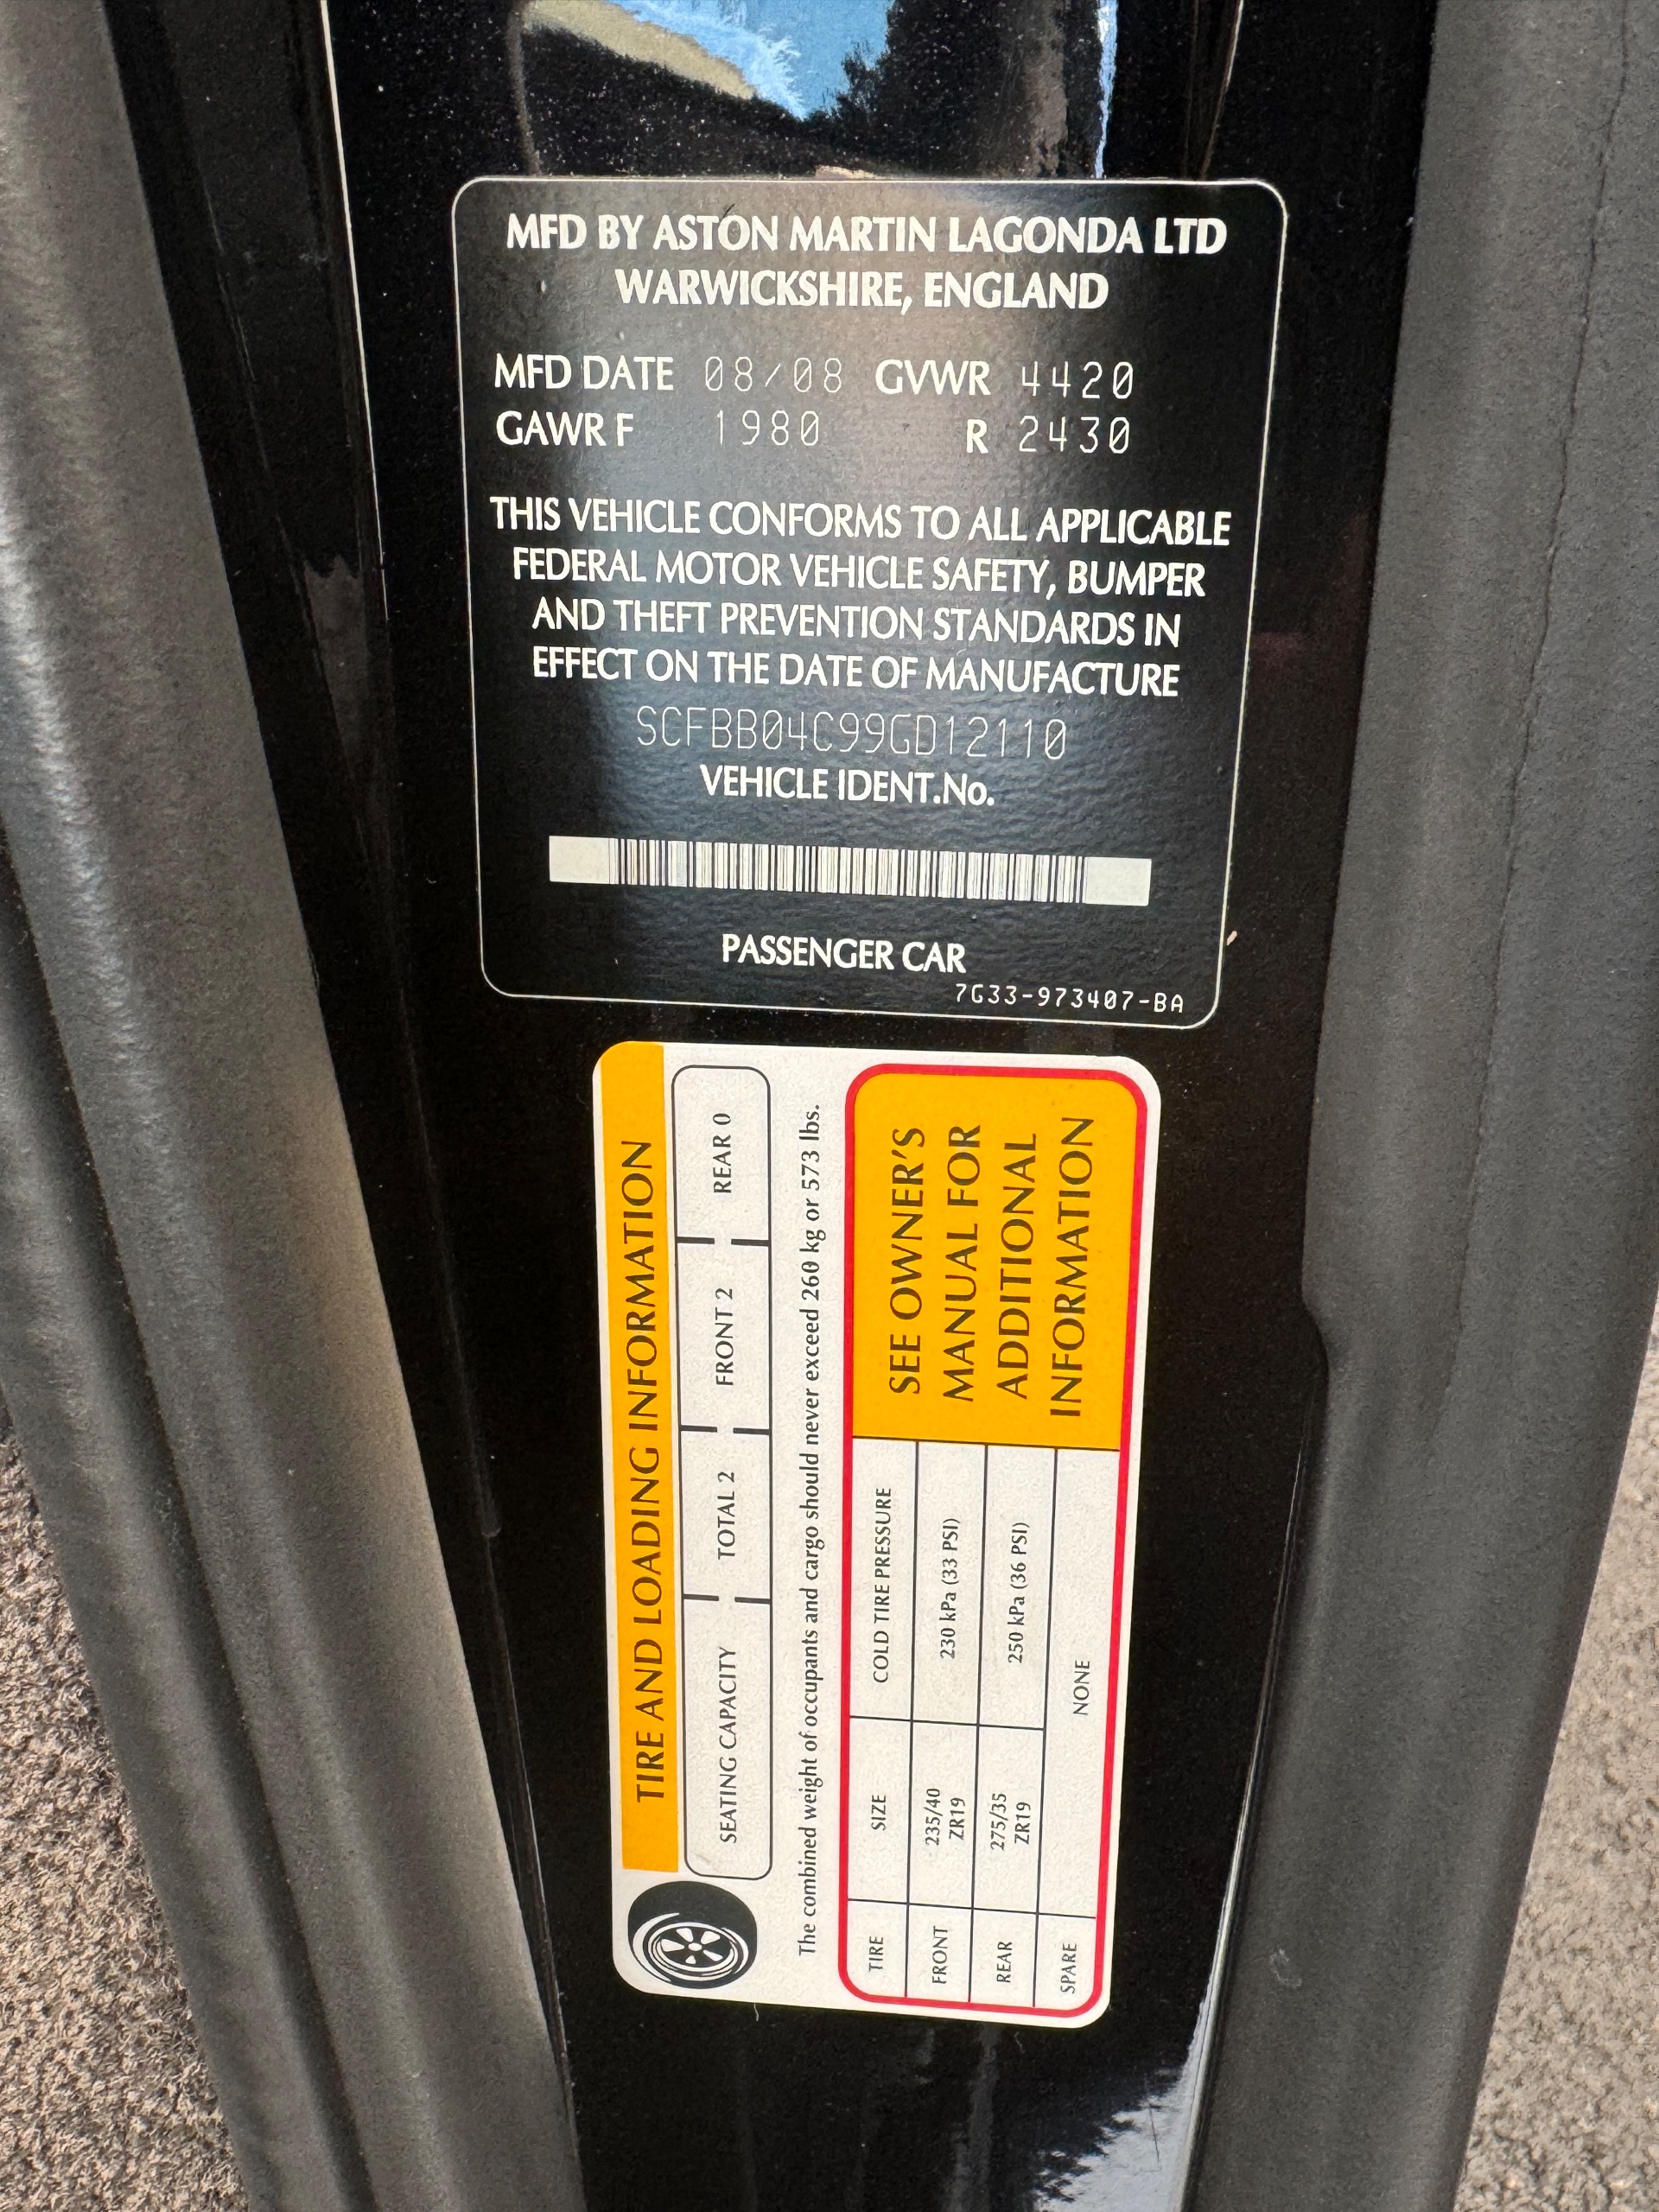 MFD BY ASTON MARTIN LAGONDA LTD
WARWICKSHIRE, ENGLAND
MFD DATE 08/08 GVWR 4420
GAWR F 1980 R 2430
THIS VEHICLE CONFORMS TO ALL APPLICABLE
FEDERAL MOTOR VEHICLE SAFETY, BUMPER
AND THEFT PREVENTION STANDARDS IN
EFFECT ON THE DATE OF MANUFACTURE
SCFBB04C99GD12110
VEHICLE IDENT.No.
PASSENGER CAR
7G33-973407-BA
TIRE AND LOADING INFORMATION
SEATING CAPACITY TOTAL 2 FRONT 2 REAR 0
The combined weight of occupants and cargo should never exceed 260 kg or 573 lbs.
TIRE SIZE COLD TIRE PRESSURE
FRONT 235/40 ZR19 230 kPa (33 PSI)
REAR 275/35 ZR19 250 kPa (36 PSI)
SPARE NONE
SEE OWNER'S
MANUAL FOR
ADDITIONAL
INFORMATION